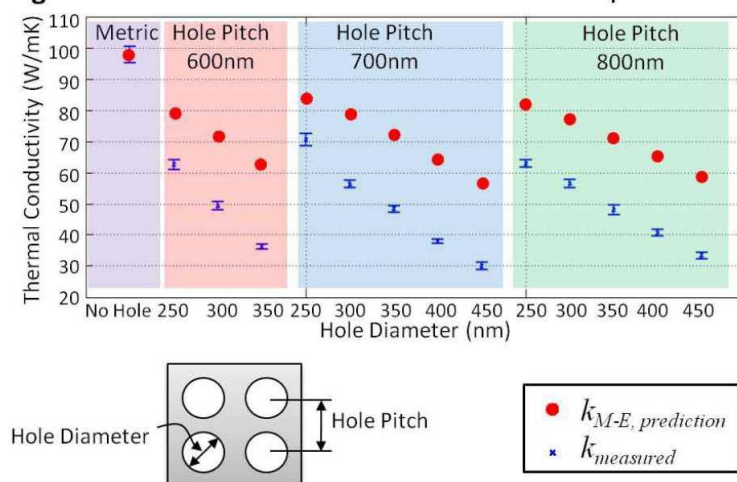 110
100
90
80
70
60
50
40
30
20
Thermal Conductivity (W/mK)
Metric
Hole Pitch
600nm
Hole Pitch
700nm
Hole Pitch
800nm
No Hole 250 300 350 250 300 350 400 450 250 300 350 400 450
Hole Diameter (nm)
Hole Diameter
Hole Pitch
kM-E, prediction
kmeasured